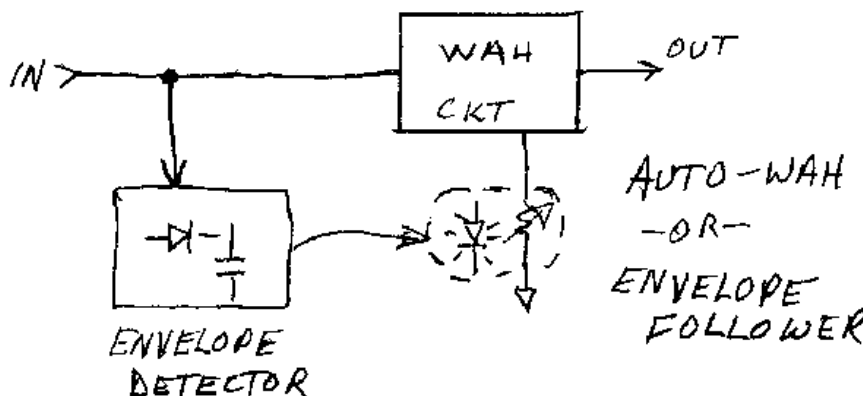 IN
WAH
CKT
OUT
AUTO-WAH
-OR-
ENVELOPE
FOLLOWER
ENVELOPE
DETECTOR